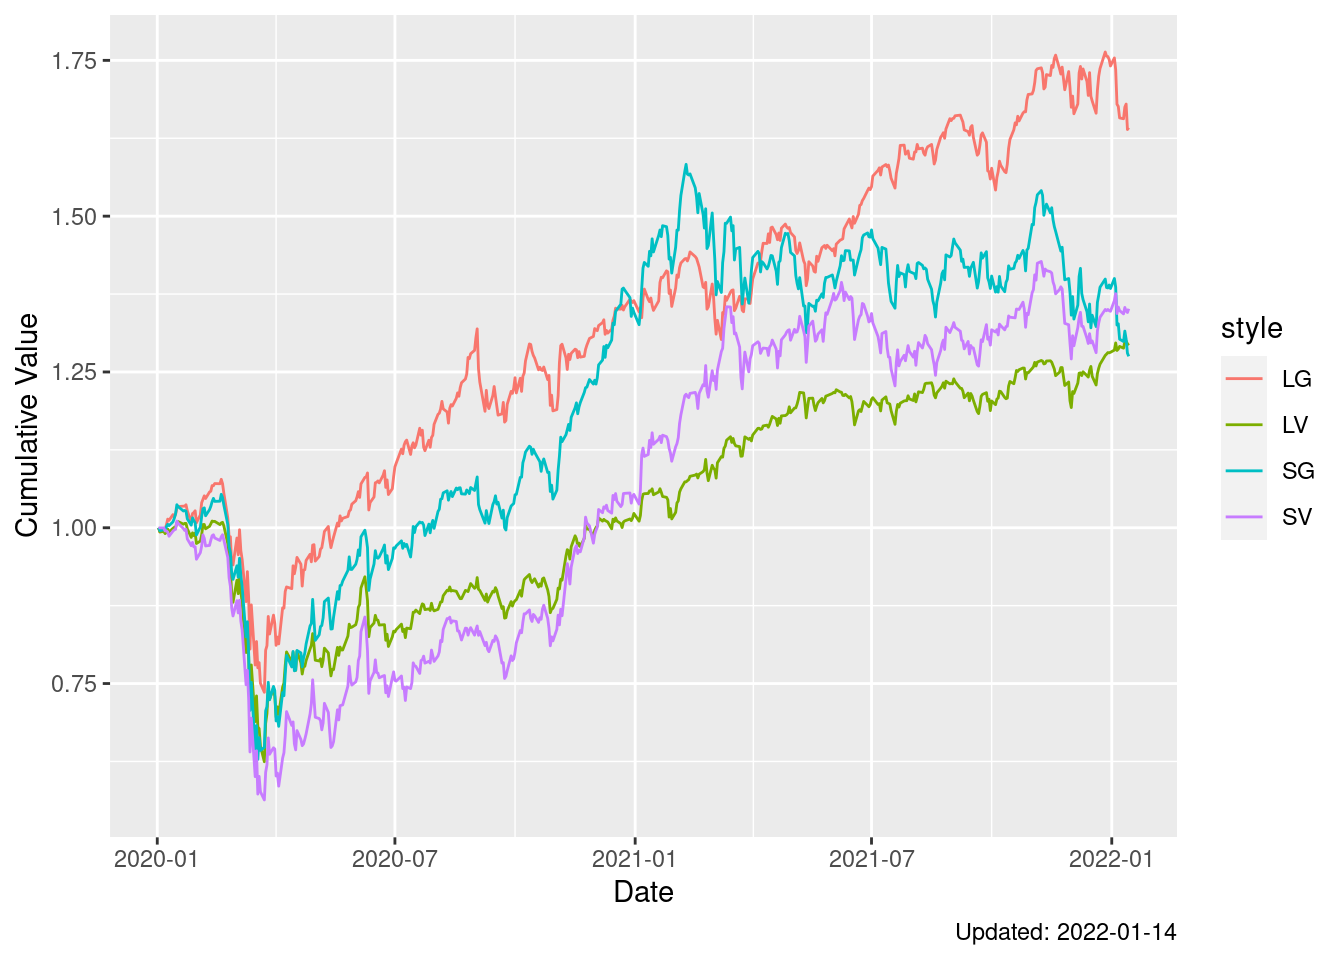 Cumulative Value
1.75
1.50
1.25
1.00
0.75
2020-01
2020-07
2021-01
2021-07
2022-01
Date
style
LG
LV
SG
SV
Updated: 2022-01-14